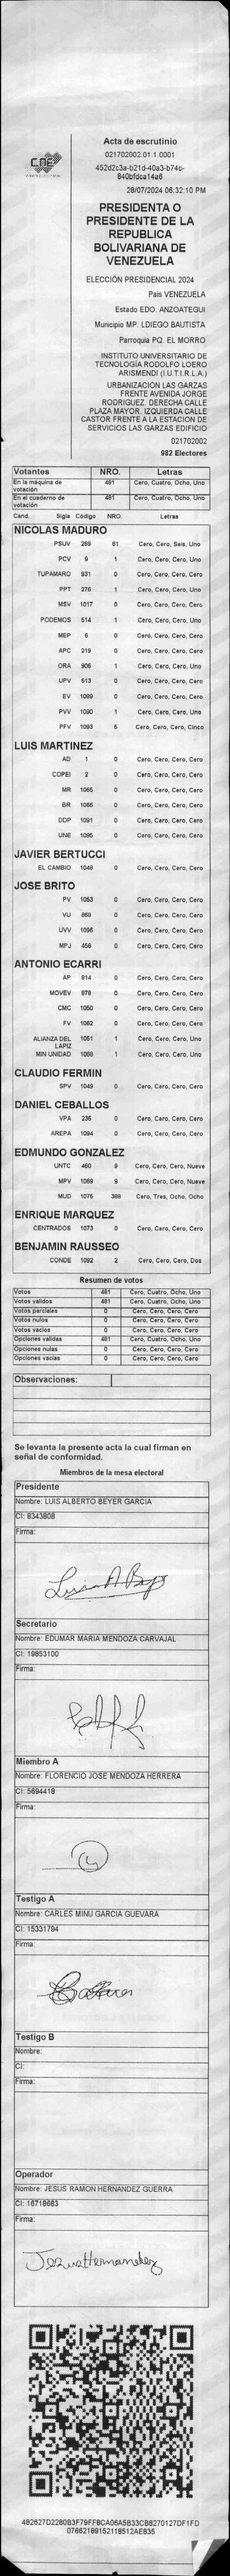 CNE
Acta de escrutinio
021702002.01.1.0001
452d2c3a-b21d-40a3-b74c-
840bfdca14a6
28/07/2024 06:32:10 PM
PRESIDENTA O
PRESIDENTE DE LA
REPUBLICA
BOLIVARIANA DE
VENEZUELA
ELECCIÓN PRESIDENCIAL 2024
Pais VENEZUELA
Estado EDO. ANZOATEGUI
Municipio MP. LDIEGO BAUTISTA
Parroquia PQ. EL MORRO
INSTITUTO UNIVERSITARIO DE
TECNOLOGÍA RODOLFO LOERO
ARISMENDI (I.U.T.I.R.L.A.)
URBANIZACIÓN LAS GARZAS
FRENTE AVENIDA JORGE
RODRIGUEZ. DERECHA CALLE
PLAZA MAYOR. IZQUIERDA CALLE
CASTOR FRENTE A LA ESTACION DE
SERVICIOS LAS GARZAS EDIFICIO
021702002
982 Electores
Votantes NRO. Letras
En la máquina de votación 481 Cero, Cuatro, Ocho, Uno
En el cuaderno de votación 481 Cero, Cuatro, Ocho, Uno
Cand. Sigla Código NRO. Letras
NICOLAS MADURO
PSUV 269 61 Cero, Cero, Seis, Uno
PCV 9 1 Cero, Cero, Cero, Uno
TUPAMARO 931 0 Cero, Cero, Cero, Cero
PPT 276 1 Cero, Cero, Cero, Uno
MSV 1017 0 Cero, Cero, Cero, Cero
PODEMOS 514 1 Cero, Cero, Cero, Uno
MEP 6 0 Cero, Cero, Cero, Cero
APC 219 0 Cero, Cero, Cero, Cero
ORA 906 1 Cero, Cero, Cero, Uno
UPV 513 0 Cero, Cero, Cero, Cero
EV 1089 0 Cero, Cero, Cero, Cero
PVV 1090 1 Cero, Cero, Cero, Uno
PFV 1093 5 Cero, Cero, Cero, Cinco
LUIS MARTINEZ
AD 1 0 Cero, Cero, Cero, Cero
COPEI 2 0 Cero, Cero, Cero, Cero
MR 1065 0 Cero, Cero, Cero, Cero
BR 1066 0 Cero, Cero, Cero, Cero
DDP 1091 0 Cero, Cero, Cero, Cero
UNE 1095 0 Cero, Cero, Cero, Cero
JAVIER BERTUCCI
EL CAMBIO 1048 0 Cero, Cero, Cero, Cero
JOSE BRITO
PV 1053 0 Cero, Cero, Cero, Cero
VU 868 0 Cero, Cero, Cero, Cero
UVV 1096 0 Cero, Cero, Cero, Cero
MPJ 458 0 Cero, Cero, Cero, Cero
ANTONIO ECARRI
AP 814 0 Cero, Cero, Cero, Cero
MOVEV 878 0 Cero, Cero, Cero, Cero
CMC 1050 0 Cero, Cero, Cero, Cero
FV 1062 0 Cero, Cero, Cero, Cero
ALIANZA DEL LAPIZ 1051 1 Cero, Cero, Cero, Uno
MIN UNIDAD 1068 1 Cero, Cero, Cero, Uno
CLAUDIO FERMIN
SPV 1049 0 Cero, Cero, Cero, Cero
DANIEL CEBALLOS
VPA 236 0 Cero, Cero, Cero, Cero
AREPA 1094 0 Cero, Cero, Cero, Cero
EDMUNDO GONZALEZ
UNTC 460 9 Cero, Cero, Cero, Nueve
MPV 1069 9 Cero, Cero, Cero, Nueve
MUD 1075 388 Cero, Tres, Ocho, Ocho
ENRIQUE MARQUEZ
CENTRADOS 1073 0 Cero, Cero, Cero, Cero
BENJAMIN RAUSSEO
CONDE 1092 2 Cero, Cero, Cero, Dos
Resumen de votos
Votos 481 Cero, Cuatro, Ocho, Uno
Votos validos 481 Cero, Cuatro, Ocho, Uno
Votos parciales 0 Cero, Cero, Cero, Cero
Votos nulos 0 Cero, Cero, Cero, Cero
Votos vacios 0 Cero, Cero, Cero, Cero
Opciones validas 481 Cero, Cuatro, Ocho, Uno
Opciones nulas 0 Cero, Cero, Cero, Cero
Opciones vacias 0 Cero, Cero, Cero, Cero
Observaciones:
Se levanta la presente acta la cual firman en
señal de conformidad.
Miembros de la mesa electoral
Presidente
Nombre: LUIS ALBERTO BEYER GARCIA
CI: 8343808
Firma:
Luis A Beyer
Secretario
Nombre: EDUMAR MARIA MENDOZA CARVAJAL
CI: 19853100
Firma:
Miembro A
Nombre: FLORENCIO JOSE MENDOZA HERRERA
CI: 5694418
Firma:
Testigo A
Nombre: CARLES MINU GARCIA GUEVARA
CI: 15331794
Firma:
Testigo B
Nombre:
CI:
Firma:
Operador
Nombre: JESUS RAMON HERNANDEZ GUERRA
CI: 16718683
Firma:
Jesus Hernandez
482627D2280B3F79FFBCA06A5B33CB8270127DF1FD
07662189152118512AE835